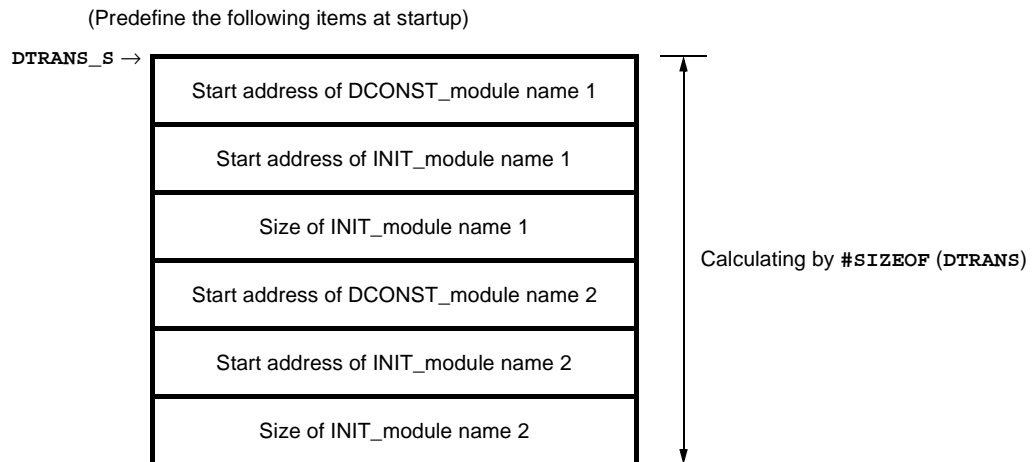 (Predefine the following items at startup)
DTRANS_S →
Start address of DCONST_module name 1
Start address of INIT_module name 1
Size of INIT_module name 1
Start address of DCONST_module name 2
Start address of INIT_module name 2
Size of INIT_module name 2
Calculating by #SIZEOF (DTRANS)